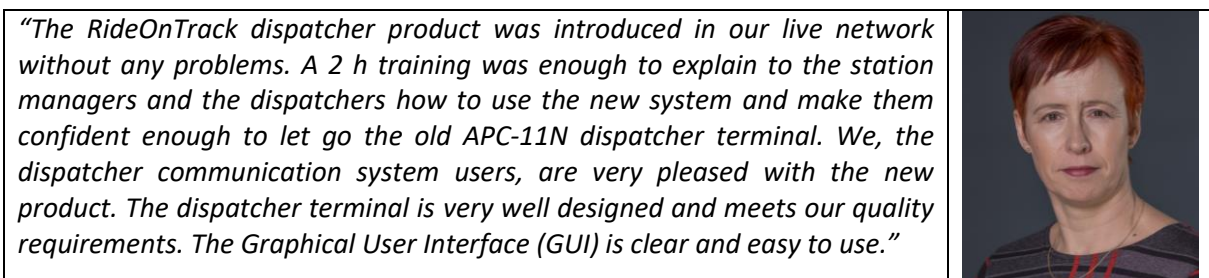 “The RideOnTrack dispatcher product was introduced in our live network
without any problems. A 2 h training was enough to explain to the station
managers and the dispatchers how to use the new system and make them
confident enough to let go the old APC-11N dispatcher terminal. We, the
dispatcher communication system users, are very pleased with the new
product. The dispatcher terminal is very well designed and meets our quality
requirements. The Graphical User Interface (GUI) is clear and easy to use.”